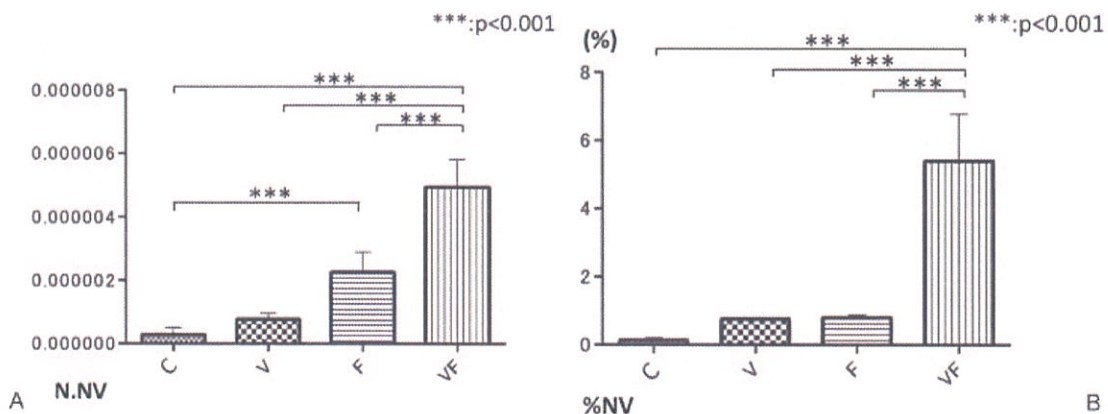 ***:p<0.001
***
***
***
***
0.000008
0.000006
0.000004
0.000002
0.000000
C
V
F
VF
N.NV
A
***:p<0.001
(%)
***
***
***
8
6
4
2
0
C
V
F
VF
%NV
B